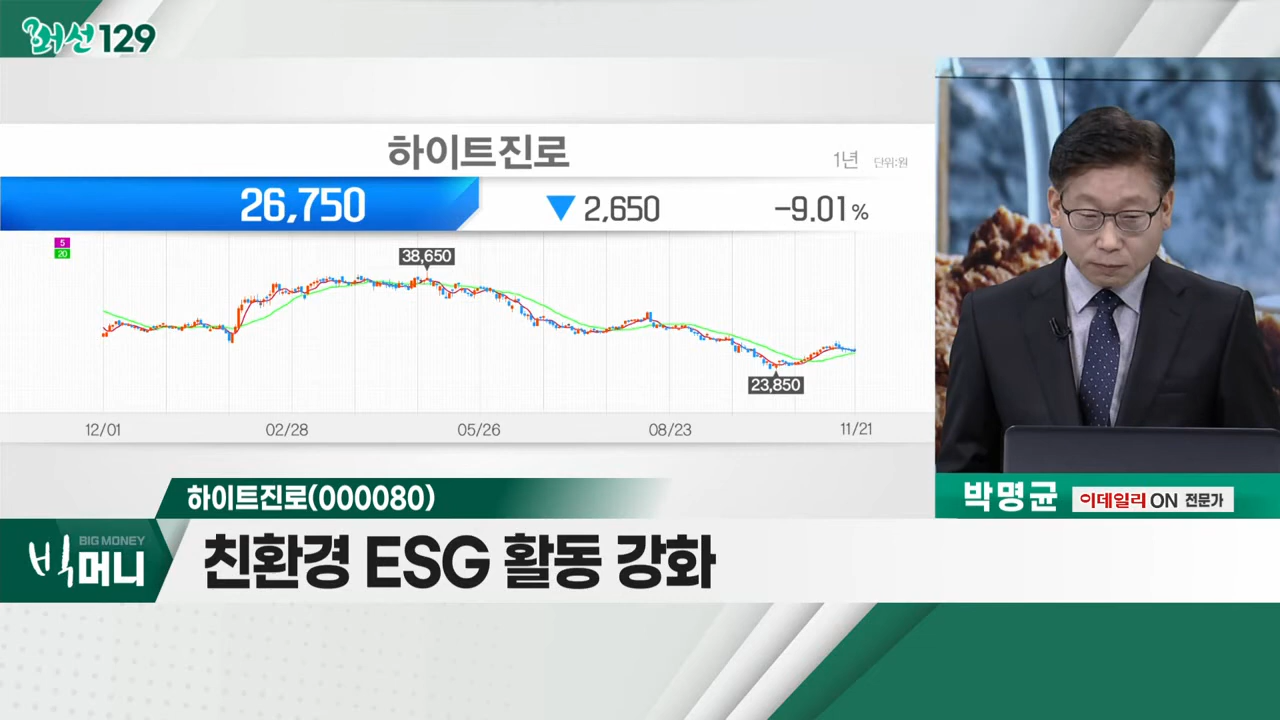 최선129
하이트진로
1년 단위:원
26,750 ▼2,650 -9.01%
5
20
38,650
23,850
12/01 02/28 05/26 08/23 11/21
박명균 이데일리ON 전문가
하이트진로(000080)
BIG MONEY
빅머니
친환경 ESG 활동 강화